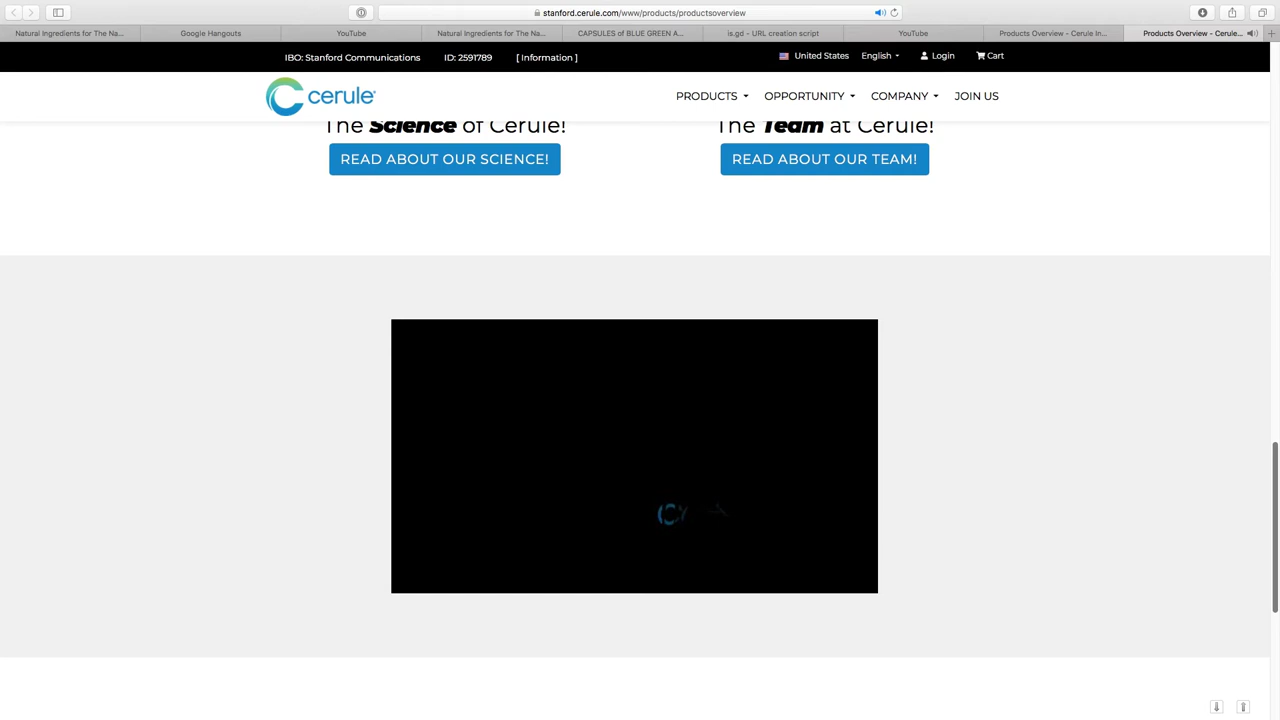 stanford.cerule.com/www/products/productsoverview
Natural Ingredients for The Na...
Google Hangouts
YouTube
Natural Ingredients for The Ne...
CAPSULES of BLUE GREEN A...
is.gd - URL creation script
YouTube
Products Overview - Cerule In...
Products Overview - Cerule...
IBO: Stanford Communications ID: 2591789 [ Information ]
United States English Login Cart
cerule
PRODUCTS OPPORTUNITY COMPANY JOIN US
The Science of Cerule!
READ ABOUT OUR SCIENCE!
The Team at Cerule!
READ ABOUT OUR TEAM!